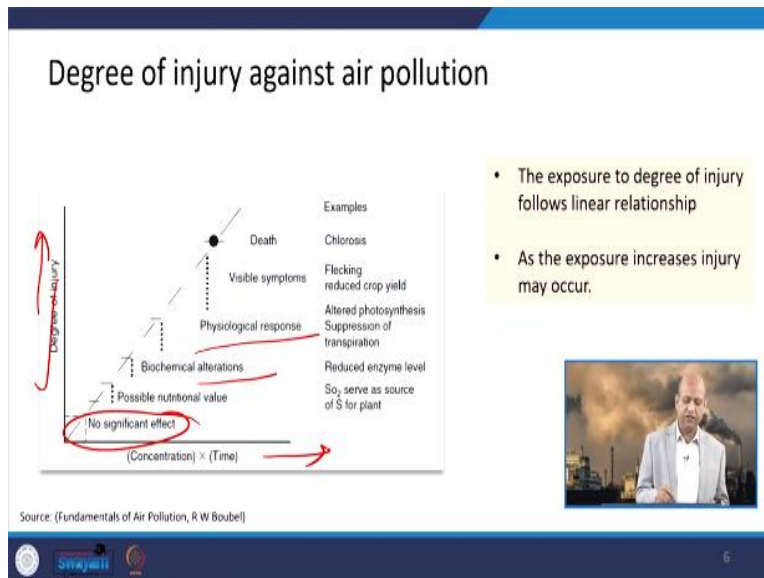 Degree of injury against air pollution
Degree of injury
Examples
Death
Chlorosis
Visible symptoms
Flecking
reduced crop yield
Physiological response
Altered photosynthesis
Suppression of
transpiration
Biochemical alterations
Reduced enzyme level
Possible nutritional value
So2 serve as source
of S for plant
No significant effect
(Concentration) × (Time)
• The exposure to degree of injury
follows linear relationship
• As the exposure increases injury
may occur.
Source: (Fundamentals of Air Pollution, R W Boubel)
swayam
6